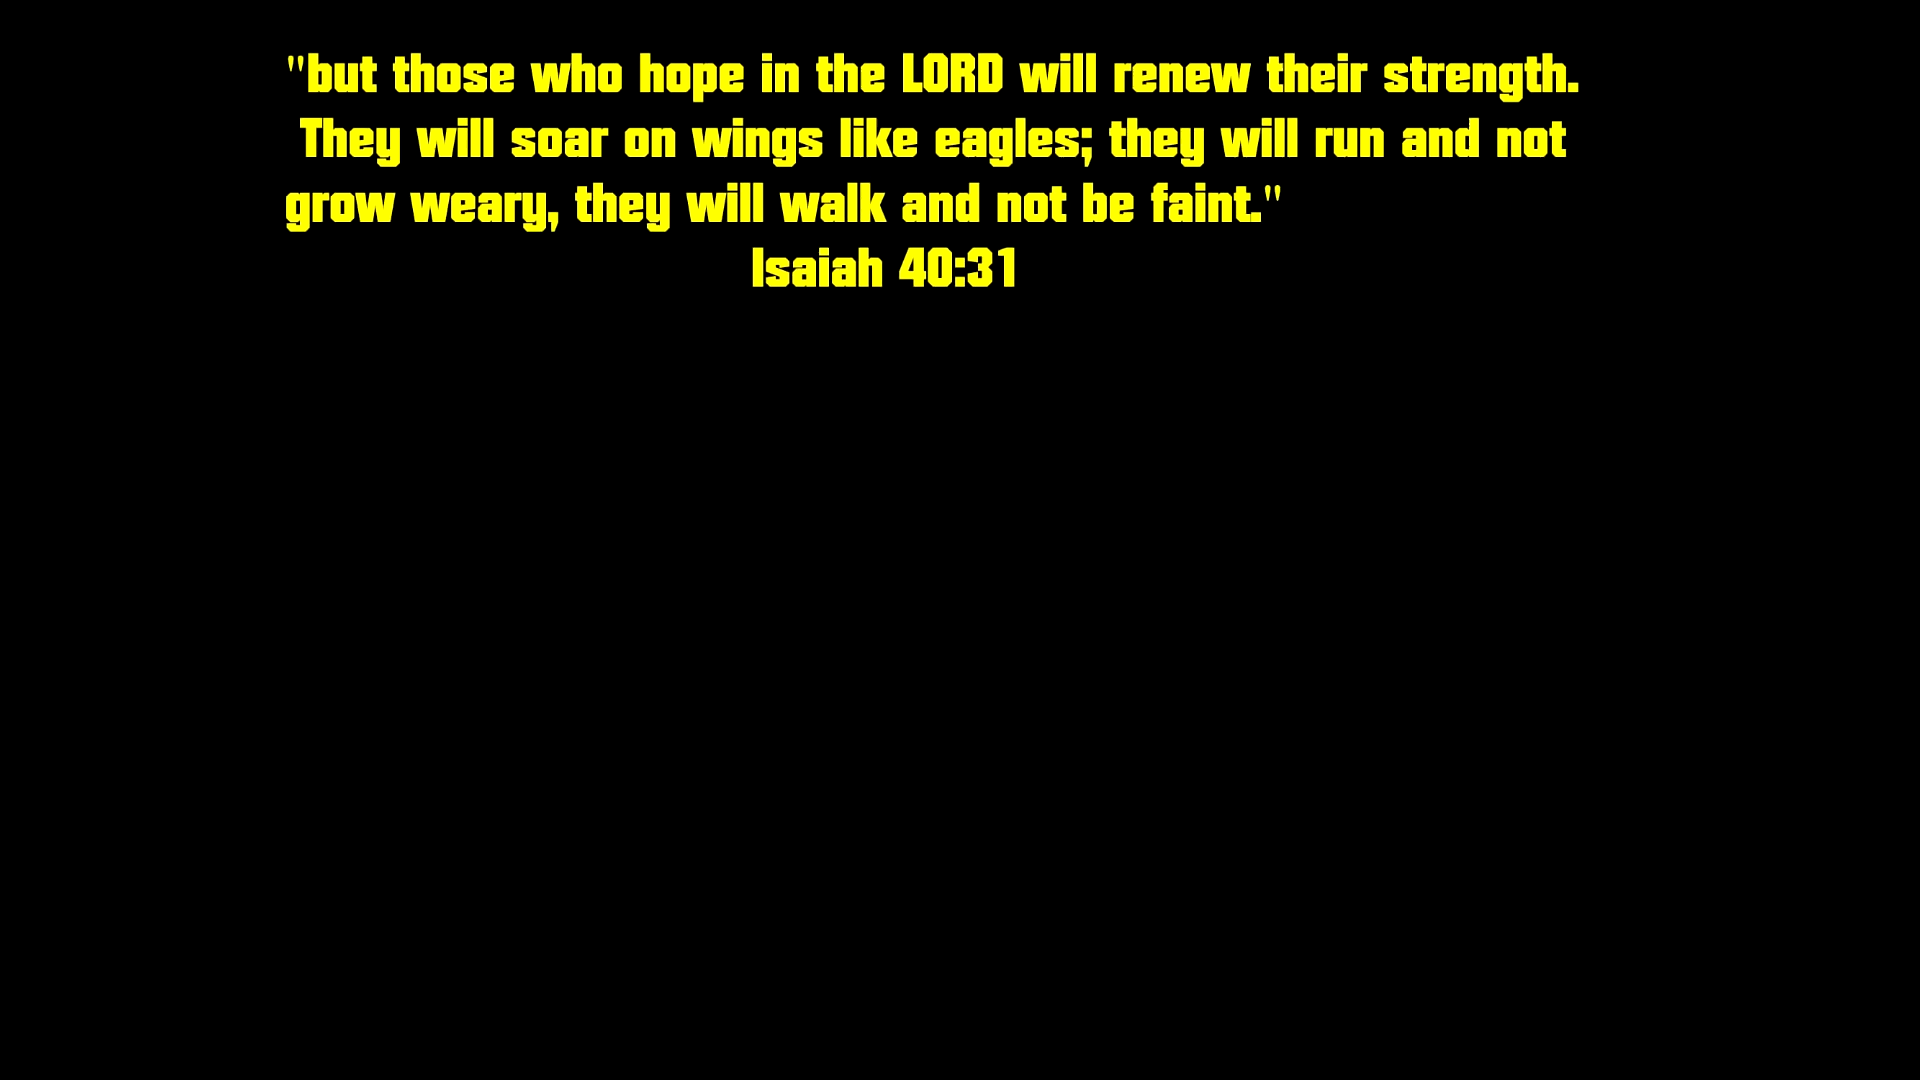 "but those who hope in the LORD will renew their strength.
They will soar on wings like eagles; they will run and not
grow weary, they will walk and not be faint."
Isaiah 40:31